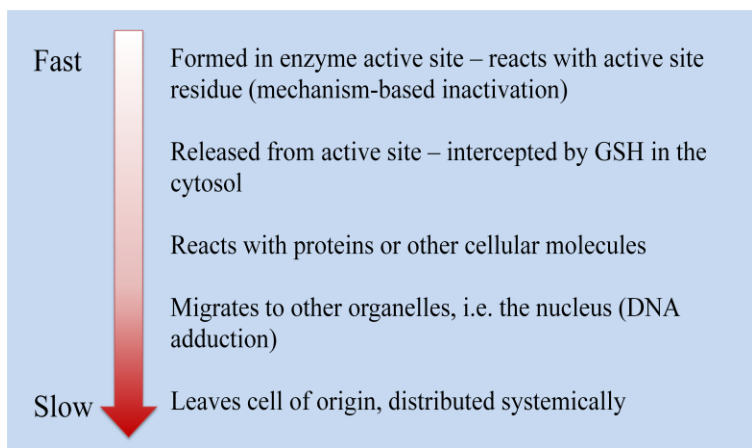 Fast
Formed in enzyme active site – reacts with active site
residue (mechanism-based inactivation)
Released from active site – intercepted by GSH in the
cytosol
Reacts with proteins or other cellular molecules
Migrates to other organelles, i.e. the nucleus (DNA
adduction)
Slow
Leaves cell of origin, distributed systemically